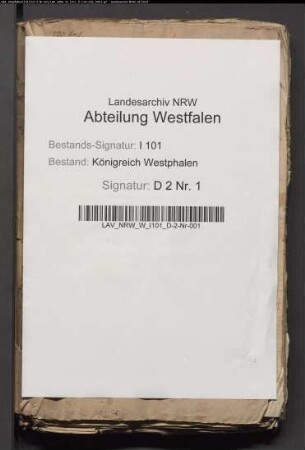 Landesarchiv NRW
Abteilung Westfalen
Bestands-Signatur: I 101
Bestand: Königreich Westphalen
Signatur: D 2 Nr. 1
LAV_NRW_W_I101_D-2-Nr-001